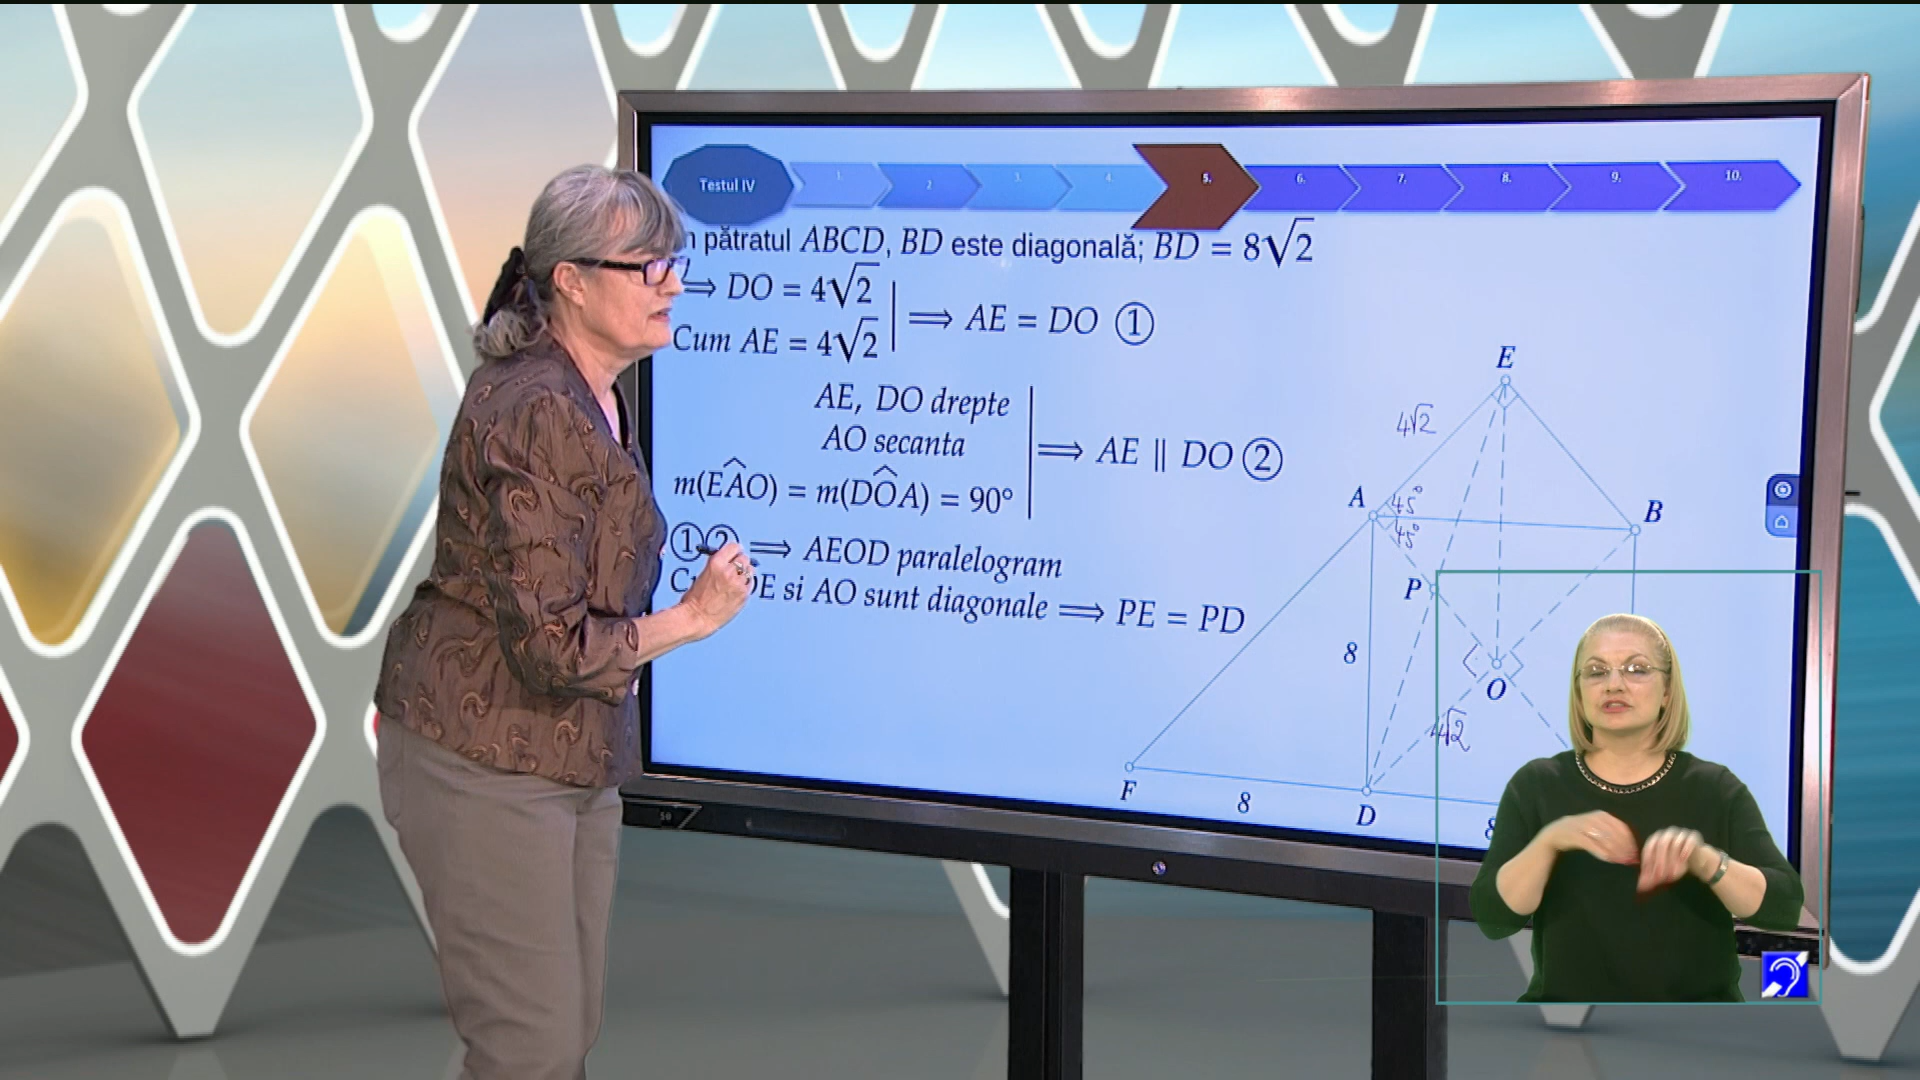 Testul IV
1.
2
3.
4.
5.
6.
7.
8.
9.
10.
n pătratul ABCD, BD este diagonală; BD = 8√2
⟹ DO = 4√2
Cum AE = 4√2
⟹ AE = DO ①
AE, DO drepte
AO secanta
m(EÂO) = m(DÔA) = 90°
⟹ AE ∥ DO ②
①② ⟹ AEOD paralelogram
DE si AO sunt diagonale ⟹ PE = PD
E
4√2
A
45°
45°
B
P
8
O
4√2
F
8
D
8
50